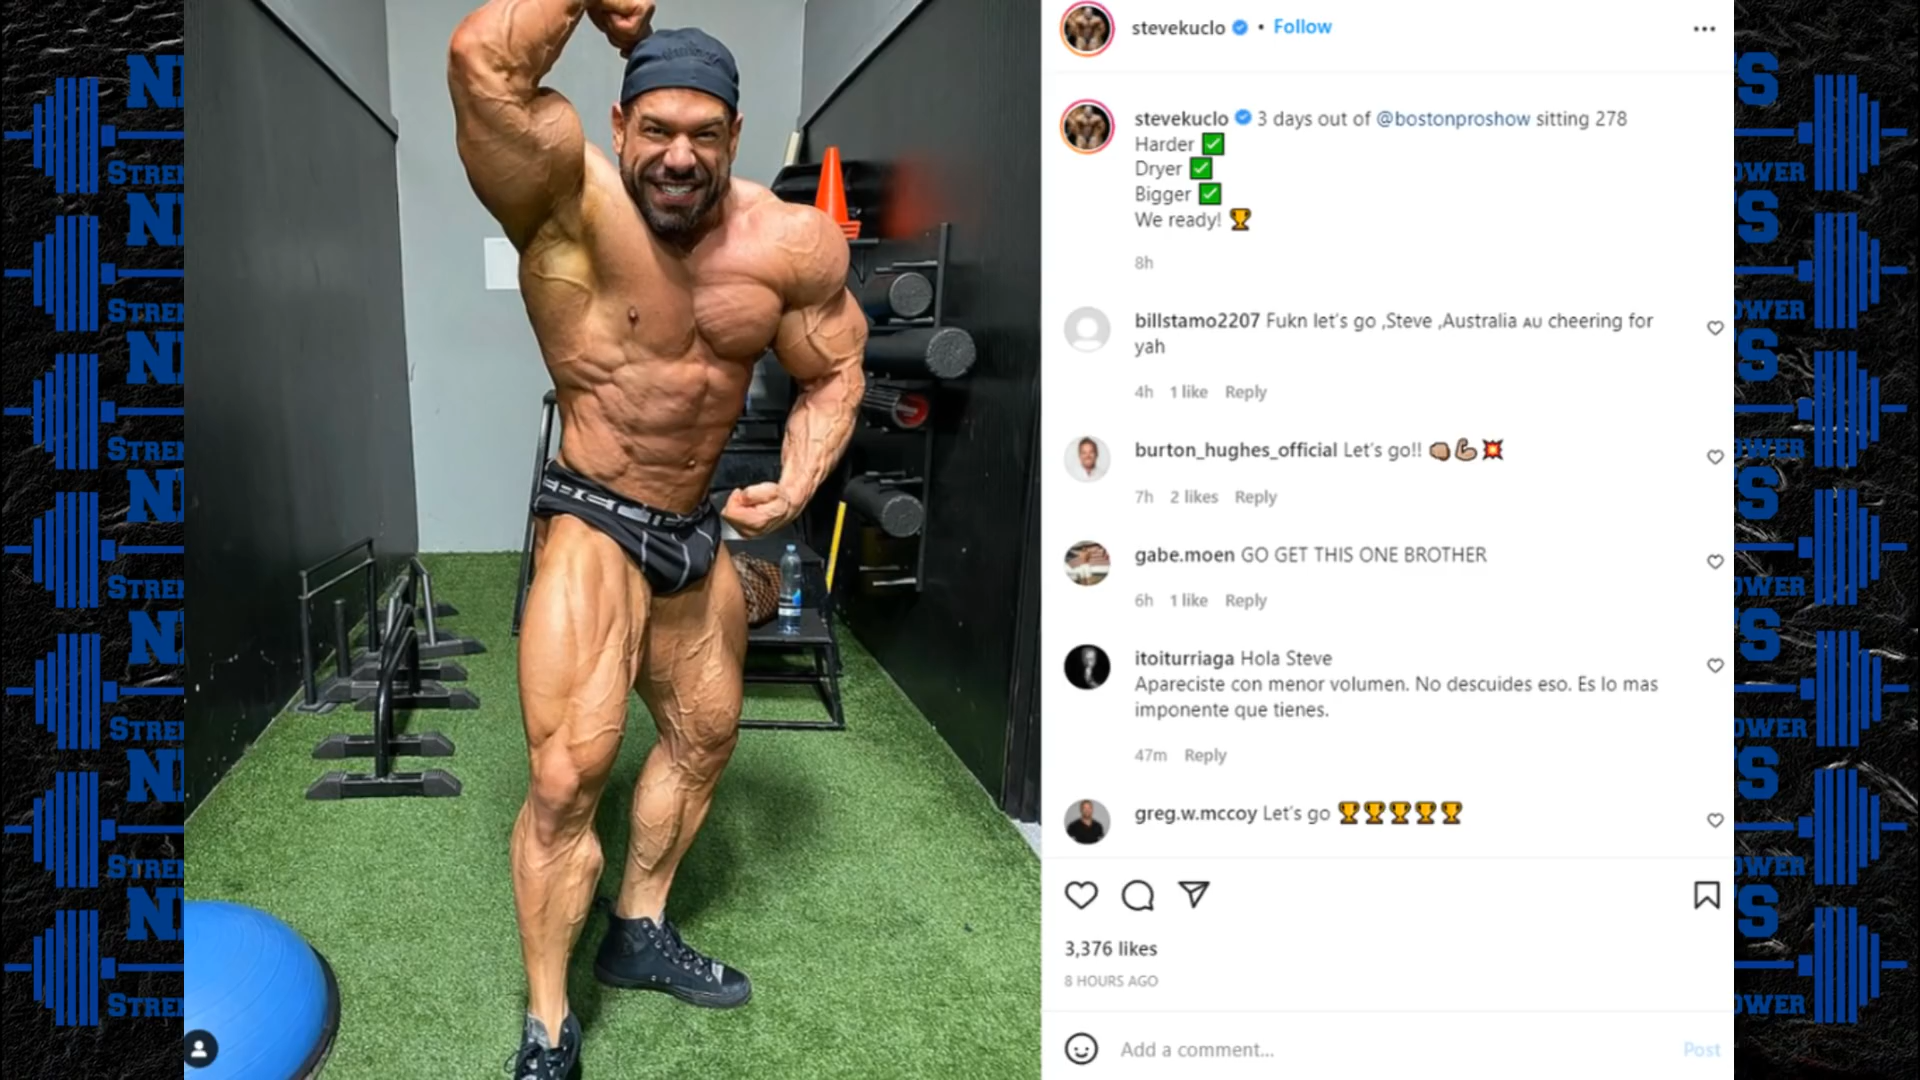 stevekuclo • Follow
stevekuclo 3 days out of @bostonproshow sitting 278
Harder ✅
Dryer ✅
Bigger ✅
We ready! 🏆
8h
billstamo2207 Fukn let's go ,Steve ,Australia AU cheering for
yah
4h 1 like Reply
burton_hughes_official Let's go!! 👊🏼💪🏼💥
7h 2 likes Reply
gabe.moen GO GET THIS ONE BROTHER
6h 1 like Reply
itoiturriaga Hola Steve
Apareciste con menor volumen. No descuides eso. Es lo mas
imponente que tienes.
47m Reply
greg.w.mccoy Let's go 🏆🏆🏆🏆🏆
3,376 likes
8 HOURS AGO
Add a comment...
Post